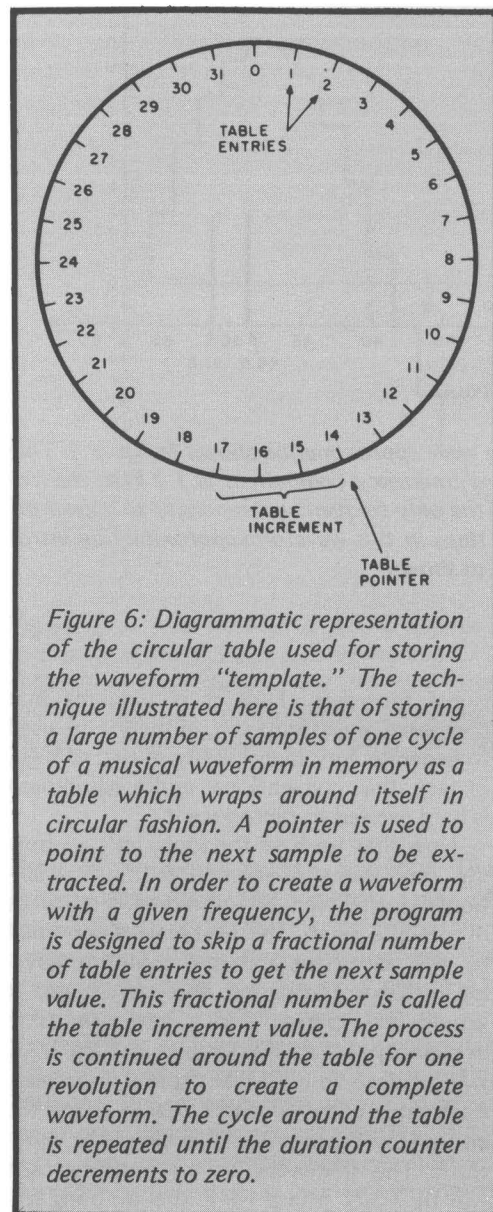 0
1
2
3
4
5
6
7
8
9
10
11
12
13
14
15
16
17
18
19
20
21
22
23
24
25
26
27
28
29
30
31
TABLE
ENTRIES
TABLE
INCREMENT
TABLE
POINTER
Figure 6: Diagrammatic representation
of the circular table used for storing
the waveform “template.” The tech-
nique illustrated here is that of storing
a large number of samples of one cycle
of a musical waveform in memory as a
table which wraps around itself in
circular fashion. A pointer is used to
point to the next sample to be ex-
tracted. In order to create a waveform
with a given frequency, the program
is designed to skip a fractional number
of table entries to get the next sample
value. This fractional number is called
the table increment value. The process
is continued around the table for one
revolution to create a complete
waveform. The cycle around the table
is repeated until the duration counter
decrements to zero.